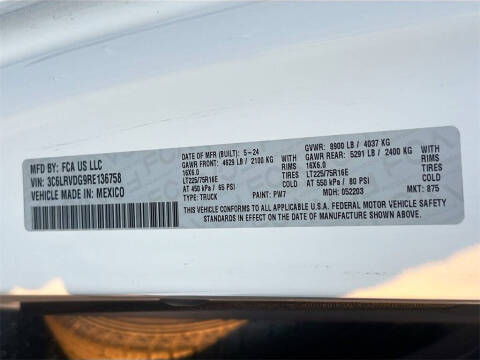 MFD BY: FCA US LLC
VIN: 3C6LRVDG9RE136758
VEHICLE MADE IN: MEXICO
DATE OF MFR (BUILT): 5-24 GVWR: 8900 LB / 4037 KG
GAWR FRONT: 4629 LB / 2100 KG GAWR REAR: 5291 LB / 2400 KG
16X6.0 RIMS 16X6.0 RIMS
LT225/75R16E TIRES LT225/75R16E TIRES
AT 450 kPa / 65 PSI COLD AT 550 kPa / 80 PSI COLD
TYPE: TRUCK PAINT: PW7 MDH: 052203 MKT: 875
THIS VEHICLE CONFORMS TO ALL APPLICABLE U.S.A. FEDERAL MOTOR VEHICLE SAFETY
STANDARDS IN EFFECT ON THE DATE OF MANUFACTURE SHOWN ABOVE.